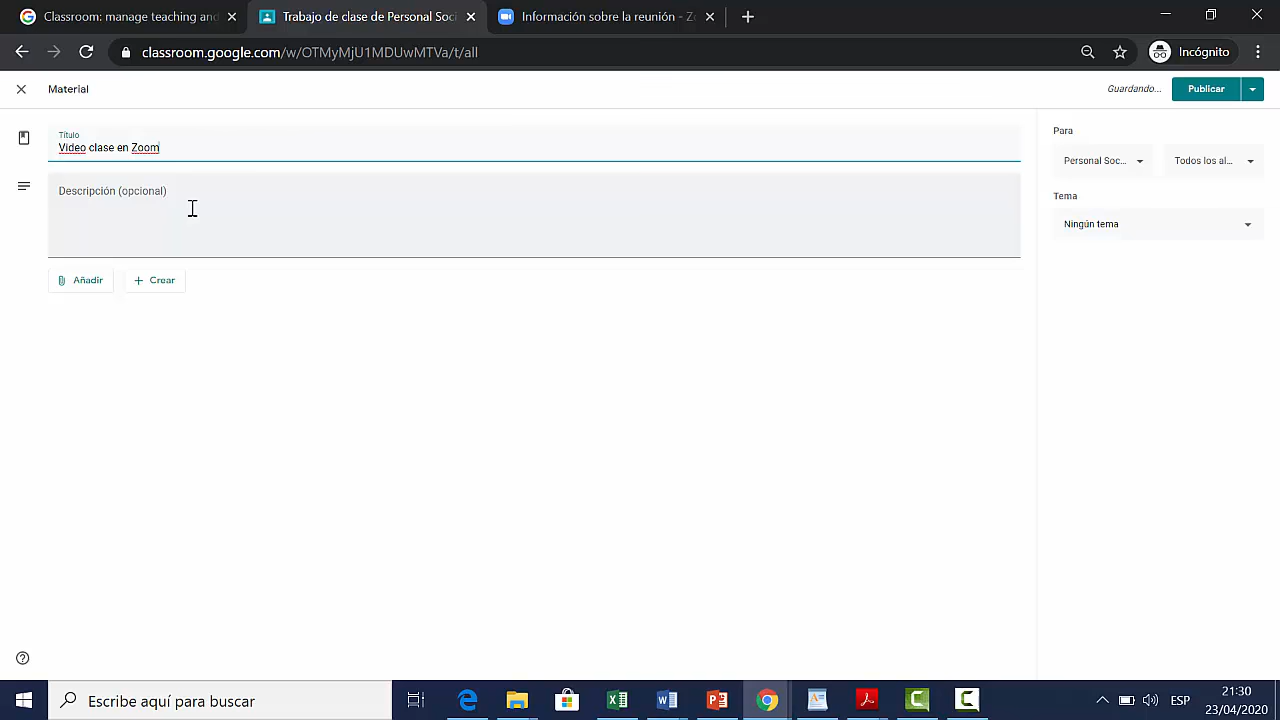 Classroom: manage teaching and
Trabajo de clase de Personal Soc
Información sobre la reunión - Zo
classroom.google.com/w/OTMyMjU1MDUwMTVa/t/all
Incógnito
Material
Guardando...
Publicar
Título
Video clase en Zoom
Descripción (opcional)
Añadir
Crear
Para
Personal Soc...
Todos los al...
Tema
Ningún tema
Escribe aquí para buscar
ESP
21:30
23/04/2020